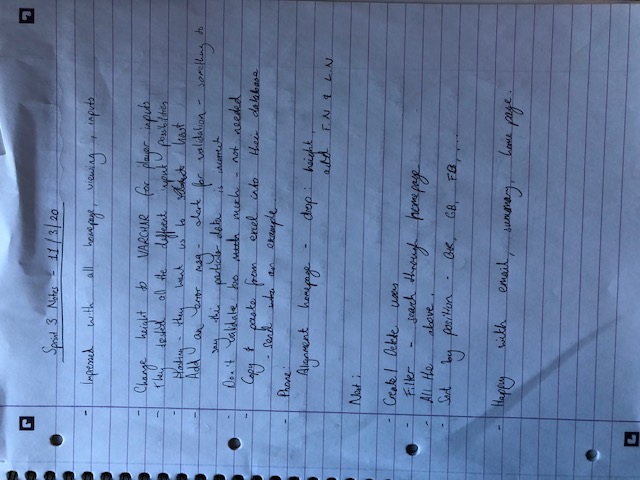 Sprint 3 Notes - 11/3/20
- Impressed with all homepage, viewing, inputs
- Change height to VARCHAR for player inputs
- They tested all the different input possibilities
- Hosting - they want us to host
- Add an error msg - alert for validation - something to
say this particular data is incorrect
- Don't validate too much - not needed
- Copy & paste from excel into their database
- send an example
- Phone:
Alignment homepage - drop: height,
add F.N & L.N
Next:
- Create / Delete users
- Filter - search through homepage
- All the above,
- Sort by position - GK, CB, FB, ...
- Happy with email, summary, home page.